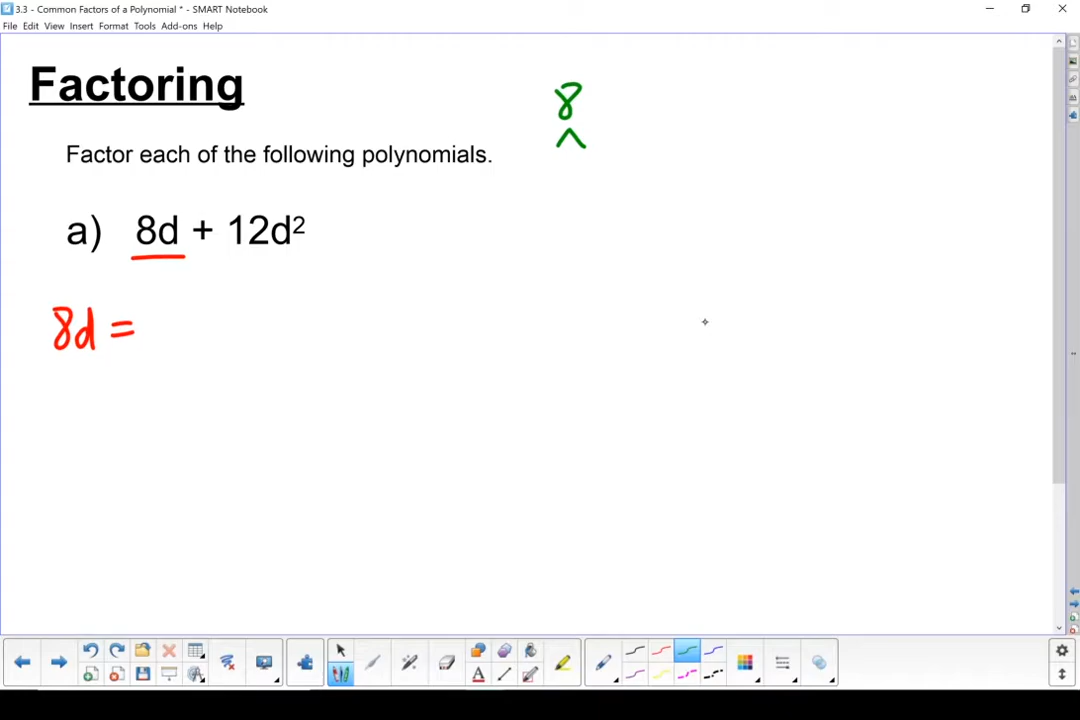 3.3 - Common Factors of a Polynomial * - SMART Notebook
File Edit View Insert Format Tools Add-ons Help
Factoring
8
Factor each of the following polynomials.
a) 8d + 12d²
8d =